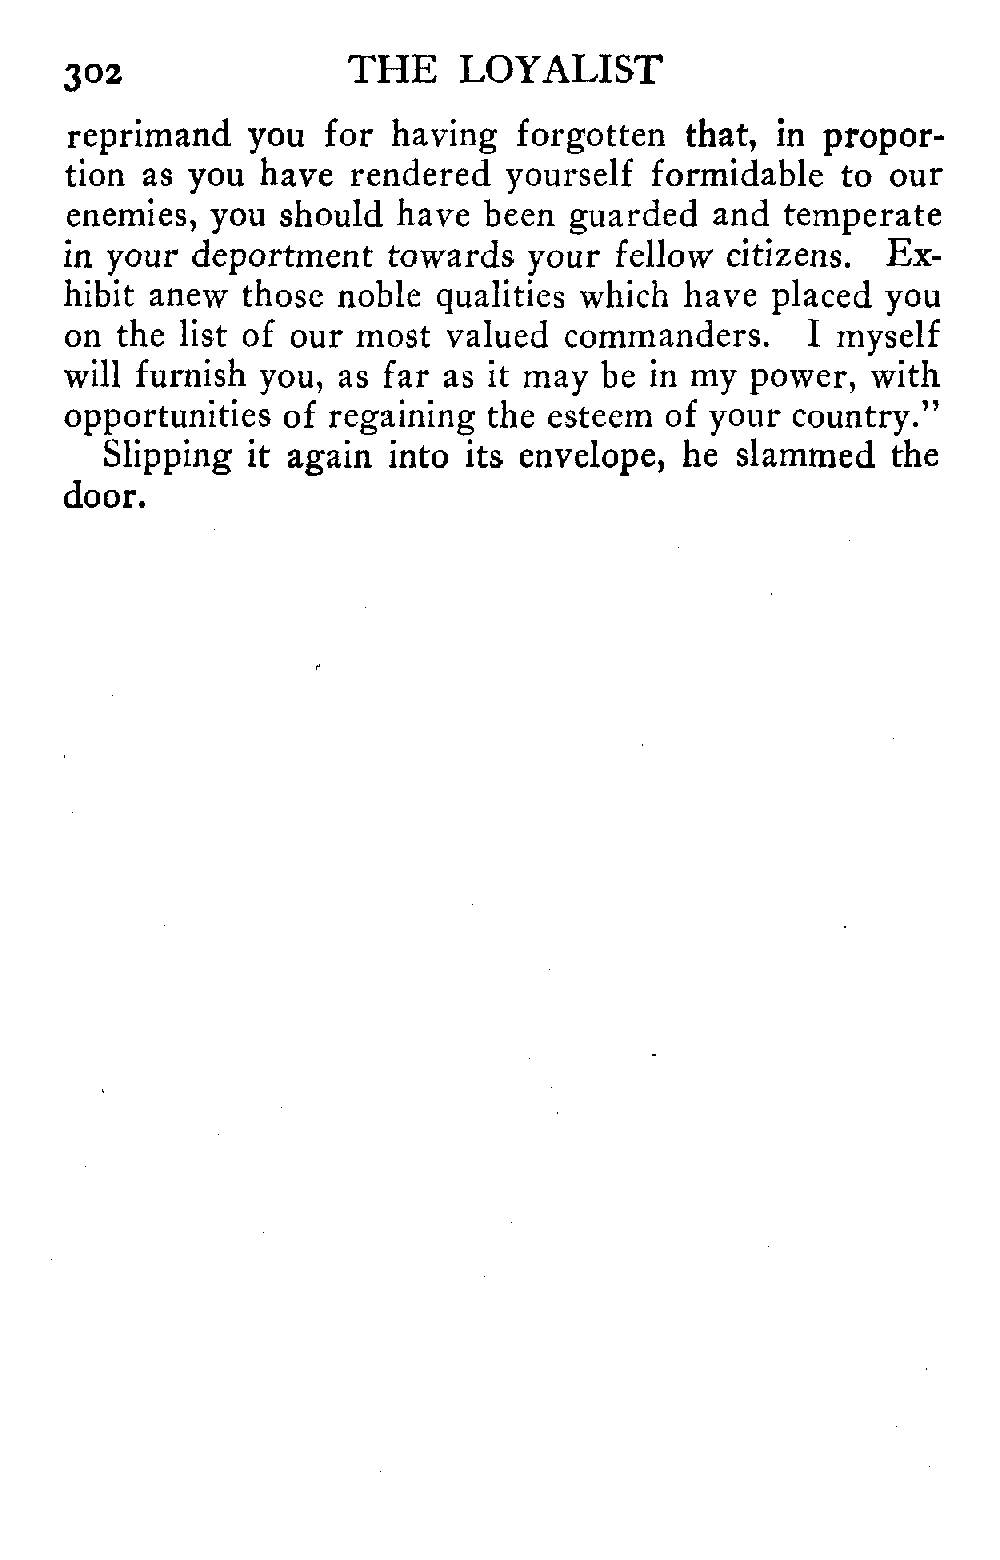 302 THE LOYALIST
reprimand you for having forgotten that, in propor-
tion as you have rendered yourself formidable to our
enemies, you should have been guarded and temperate
in your deportment towards your fellow citizens. Ex-
hibit anew those noble qualities which have placed you
on the list of our most valued commanders. I myself
will furnish you, as far as it may be in my power, with
opportunities of regaining the esteem of your country."
Slipping it again into its envelope, he slammed the
door.